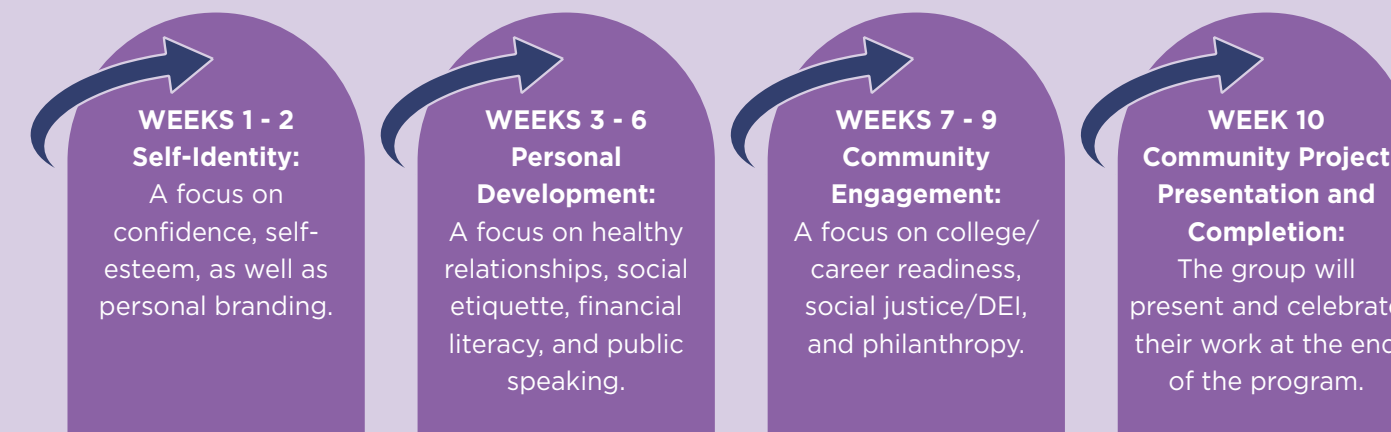 WEEKS 1 - 2
Self-Identity:
A focus on
confidence, self-
esteem, as well as
personal branding.
WEEKS 3 - 6
Personal
Development:
A focus on healthy
relationships, social
etiquette, financial
literacy, and public
speaking.
WEEKS 7 - 9
Community
Engagement:
A focus on college/
career readiness,
social justice/DEI,
and philanthropy.
WEEK 10
Community Project
Presentation and
Completion:
The group will
present and celebrate
their work at the end
of the program.